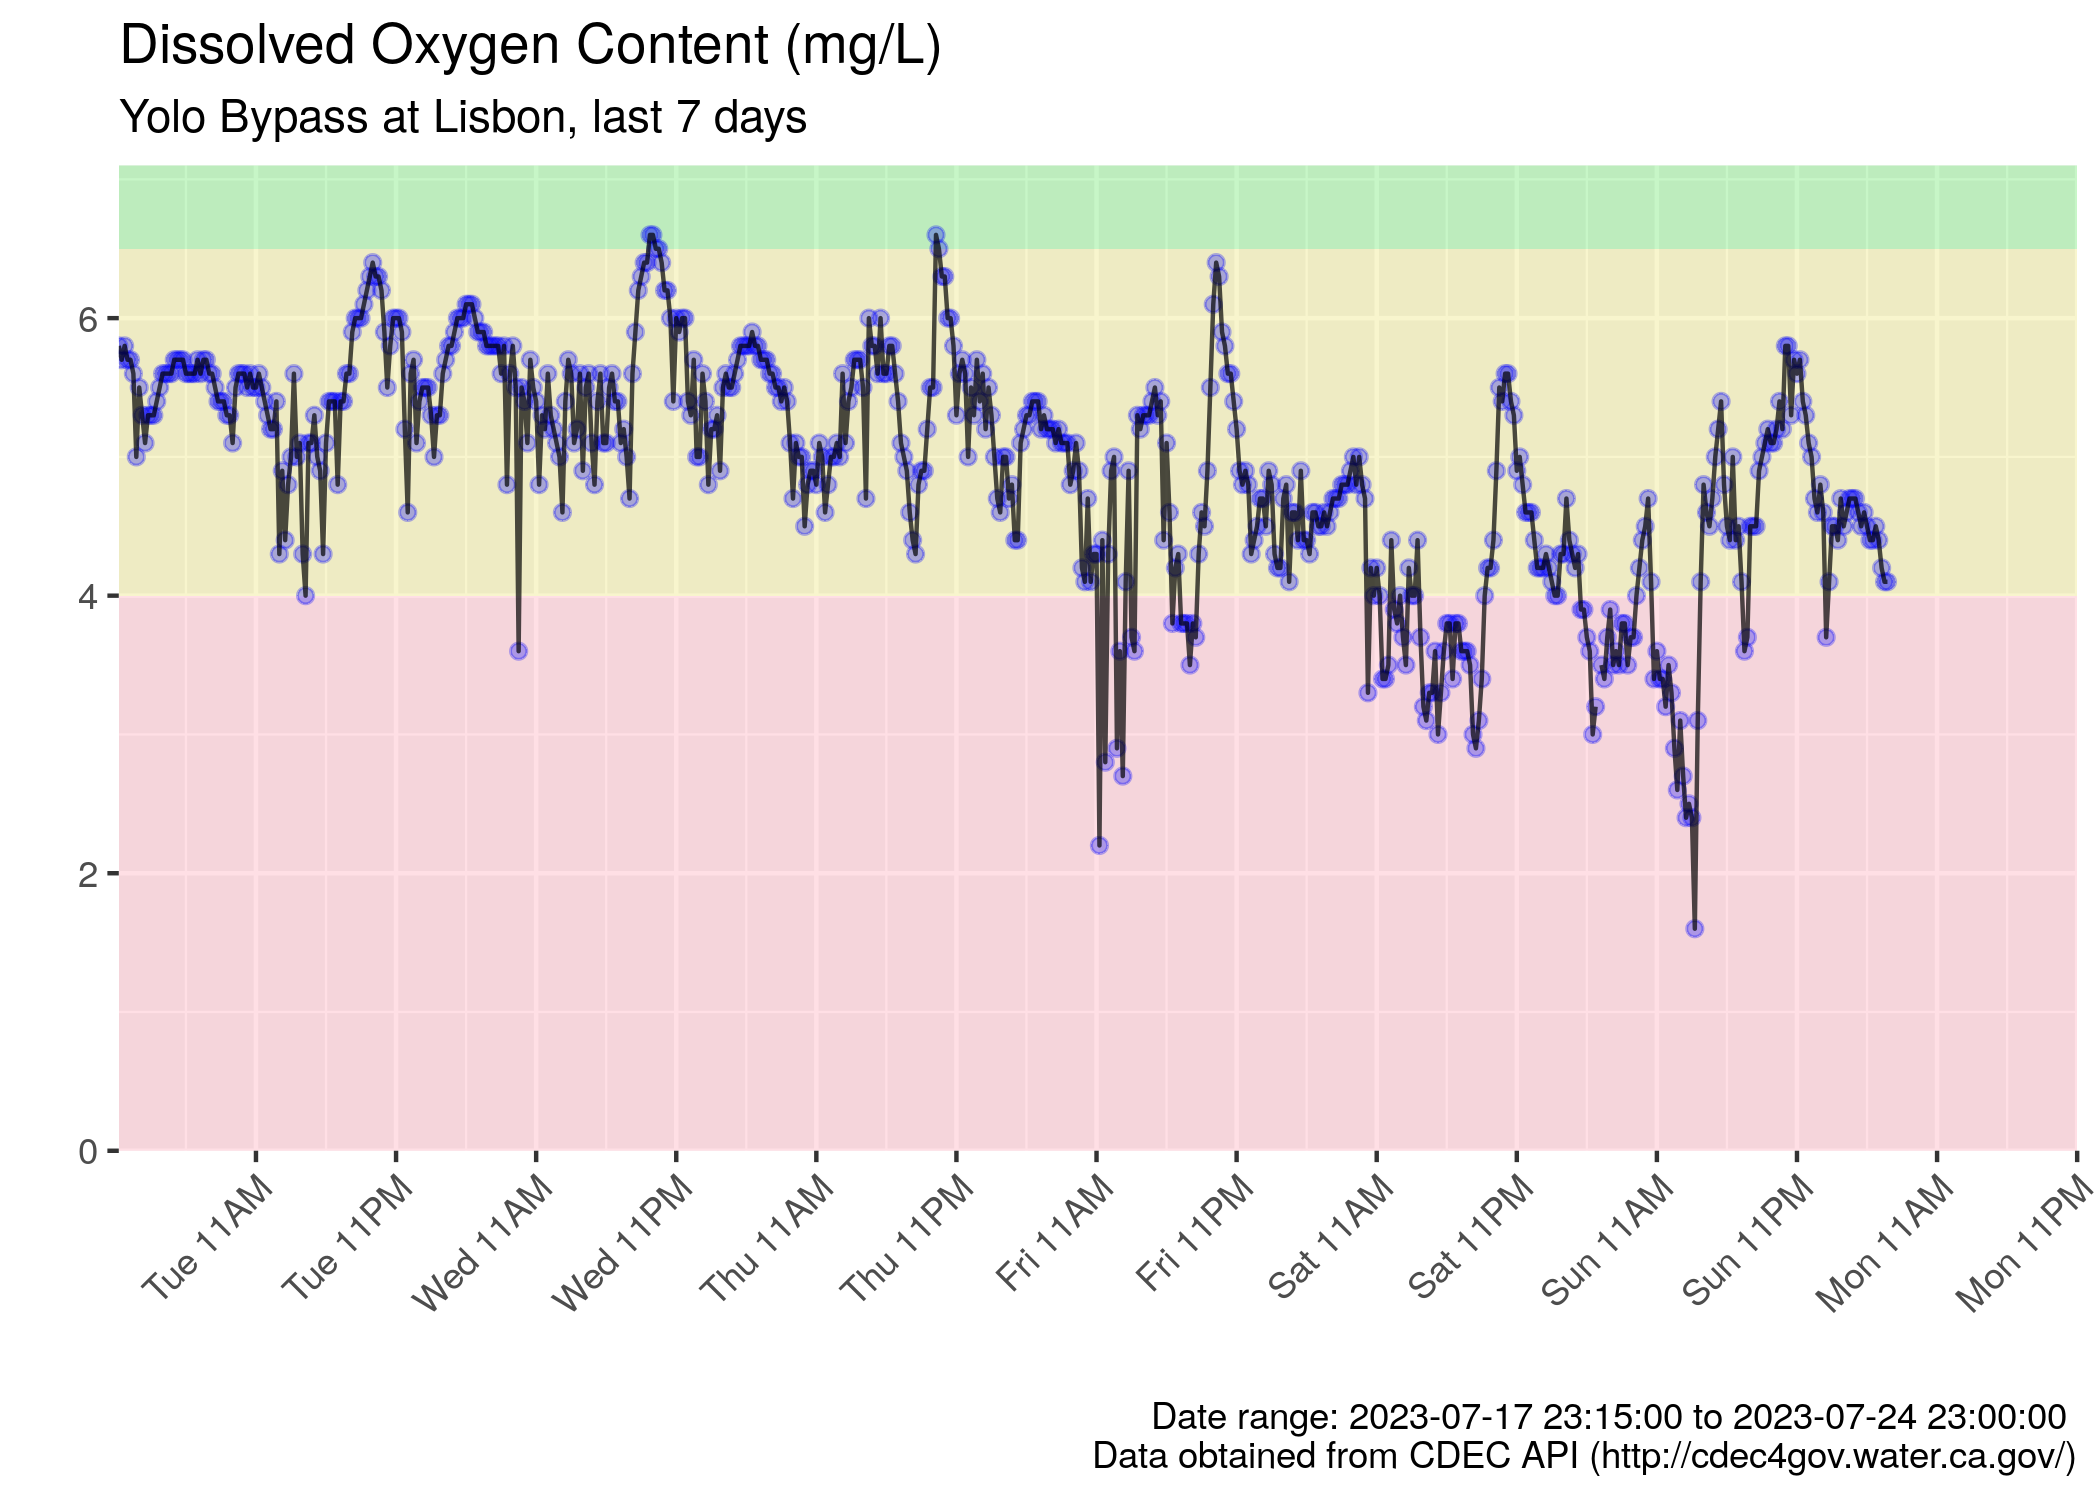 Dissolved Oxygen Content (mg/L)
Yolo Bypass at Lisbon, last 7 days
6
4
2
0
Tue 11AM
Tue 11PM
Wed 11AM
Wed 11PM
Thu 11AM
Thu 11PM
Fri 11AM
Fri 11PM
Sat 11AM
Sat 11PM
Sun 11AM
Sun 11PM
Mon 11AM
Mon 11PM
Date range: 2023-07-17 23:15:00 to 2023-07-24 23:00:00
Data obtained from CDEC API (http://cdec4gov.water.ca.gov/)